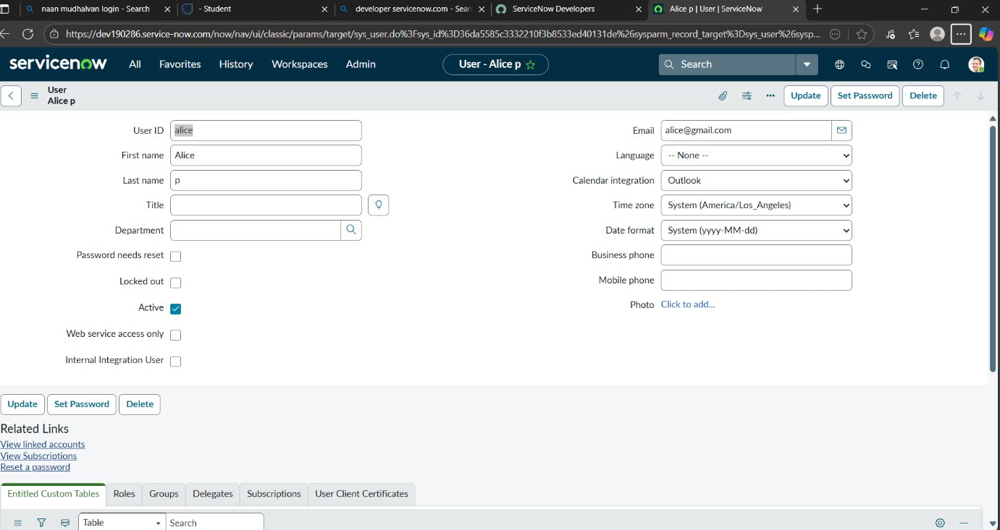 naan mudhalvan login - Search
- Student
developer servicenow.com - Sear
ServiceNow Developers
Alice p | User | ServiceNow
https://dev190286.service-now.com/now/nav/ui/classic/params/target/sys_user.do%3Fsys_id%3D36da5585c3332210f3b8533ed40131de%26sysparm_record_target%3Dsys_user%26sysp...
servicenow
All
Favorites
History
Workspaces
Admin
User - Alice p
Search
User
Alice p
Update
Set Password
Delete
User ID alice
First name Alice
Last name p
Title
Department
Password needs reset
Locked out
Active
Web service access only
Internal Integration User
Email alice@gmail.com
Language -- None --
Calendar integration Outlook
Time zone System (America/Los_Angeles)
Date format System (yyyy-MM-dd)
Business phone
Mobile phone
Photo Click to add...
Update
Set Password
Delete
Related Links
View linked accounts
View Subscriptions
Reset a password
Entitled Custom Tables
Roles
Groups
Delegates
Subscriptions
User Client Certificates
Table
Search